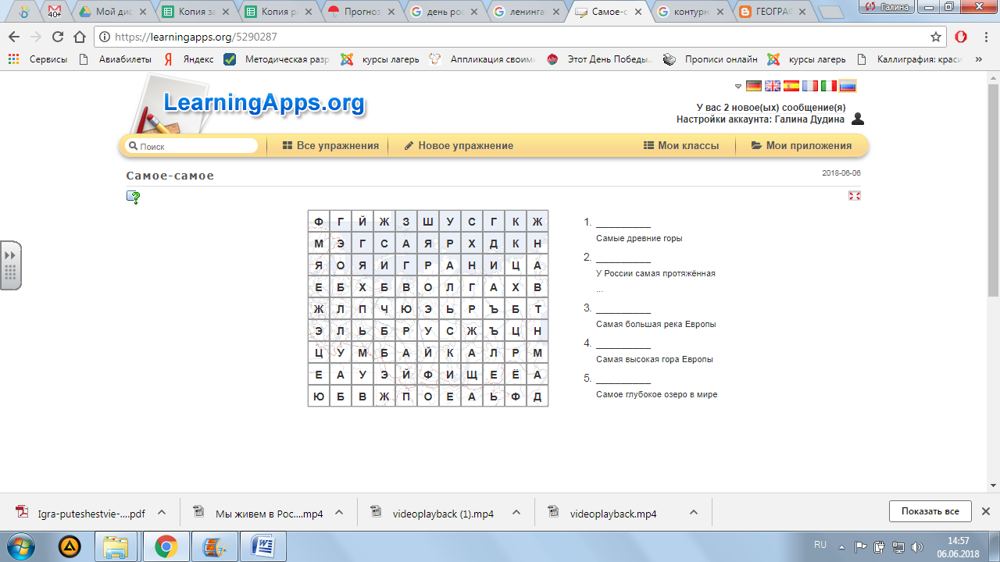 40+
Мой дис
Копия за
Копия р
Прогноз
день рос
ленинга
Самое-с
контурн
ГЕОГРАФ
Галина
https://learningapps.org/5290287
Сервисы
Авиабилеты
Яндекс
Методическая разр
курсы лагерь
Аппликация своими
Этот День Победы...
Прописи онлайн
курсы лагерь
Каллиграфия: краси
LearningApps.org
У вас 2 новое(ых) сообщение(я)
Настройки аккаунта: Галина Дудина
Поиск
Все упражнения
Новое упражнение
Мои классы
Мои приложения
Самое-самое
2018-06-06
Ф Г Й Ж З Ш У С Г К Ж
М Э Г С А Я Р Х Д К Н
Я О Я И Г Р А Н И Ц А
Е Б Х Б В О Л Г А Х В
Ж Л П Ч Ю Э Ь Р Ъ Б Т
Э Л Ь Б Р У С Ж Ъ Ц Н
Ц У М Б А Й К А Л Р М
Е А У Э Й Ф И Щ Е Ё А
Ю Б В Ж П О Е А Ь Ф Д
1. __________
Самые древние горы
2. __________
У России самая протяжённая
...
3. __________
Самая большая река Европы
4. __________
Самая высокая гора Европы
5. __________
Самое глубокое озеро в мире
Igra-puteshestvie-....pdf
Мы живем в Рос....mp4
videoplayback (1).mp4
videoplayback.mp4
Показать все
RU
14:57
06.06.2018